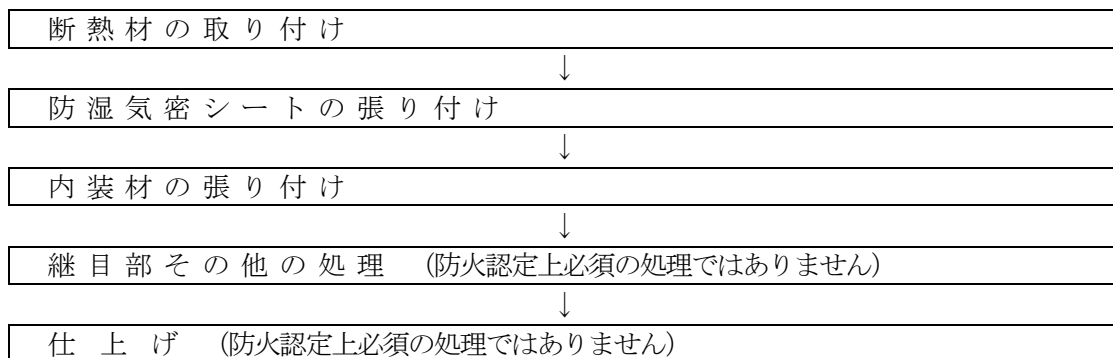 断熱材の取り付け
↓
防湿気密シートの張り付け
↓
内装材の張り付け
↓
継目部その他の処理 (防火認定上必須の処理ではありません)
↓
仕上げ (防火認定上必須の処理ではありません)